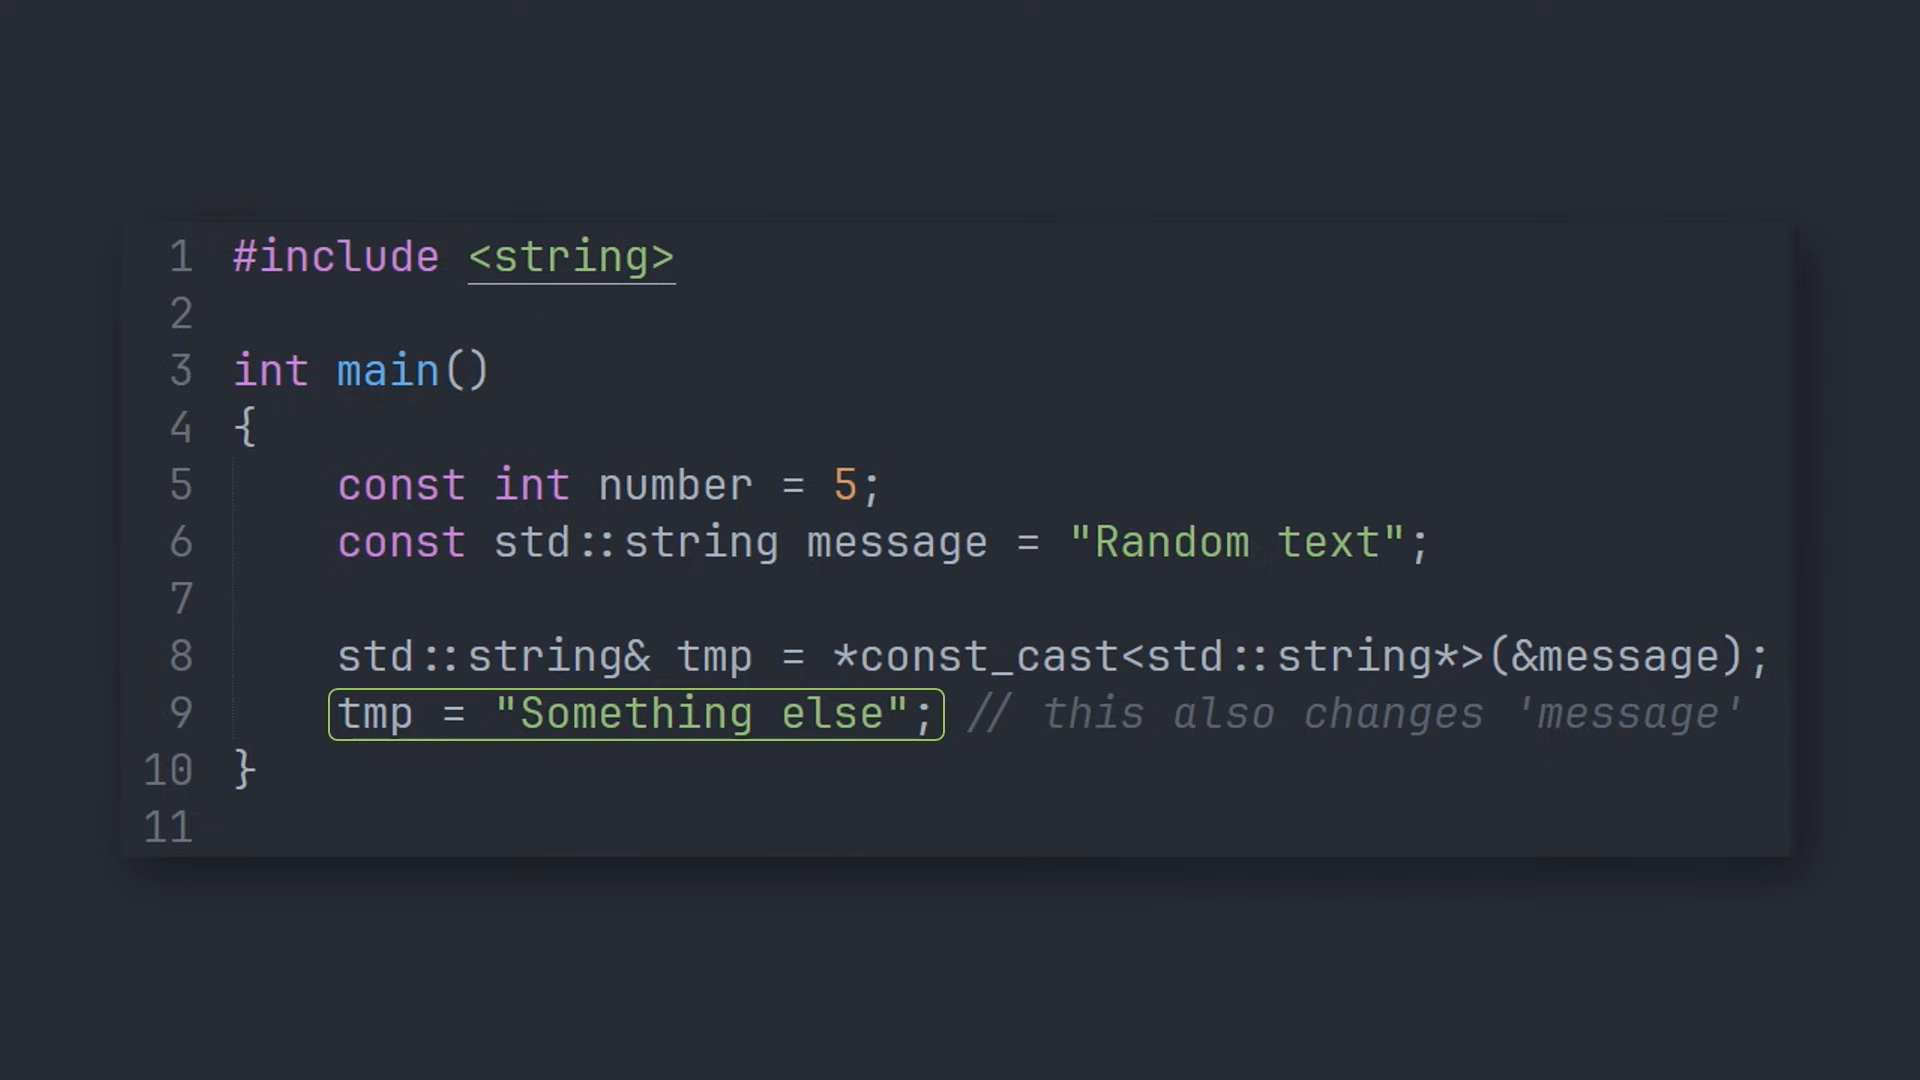 1 #include <string>
2
3 int main()
4 {
5 const int number = 5;
6 const std::string message = "Random text";
7
8 std::string& tmp = *const_cast<std::string*>(&message);
9 tmp = "Something else"; // this also changes 'message'
10 }
11